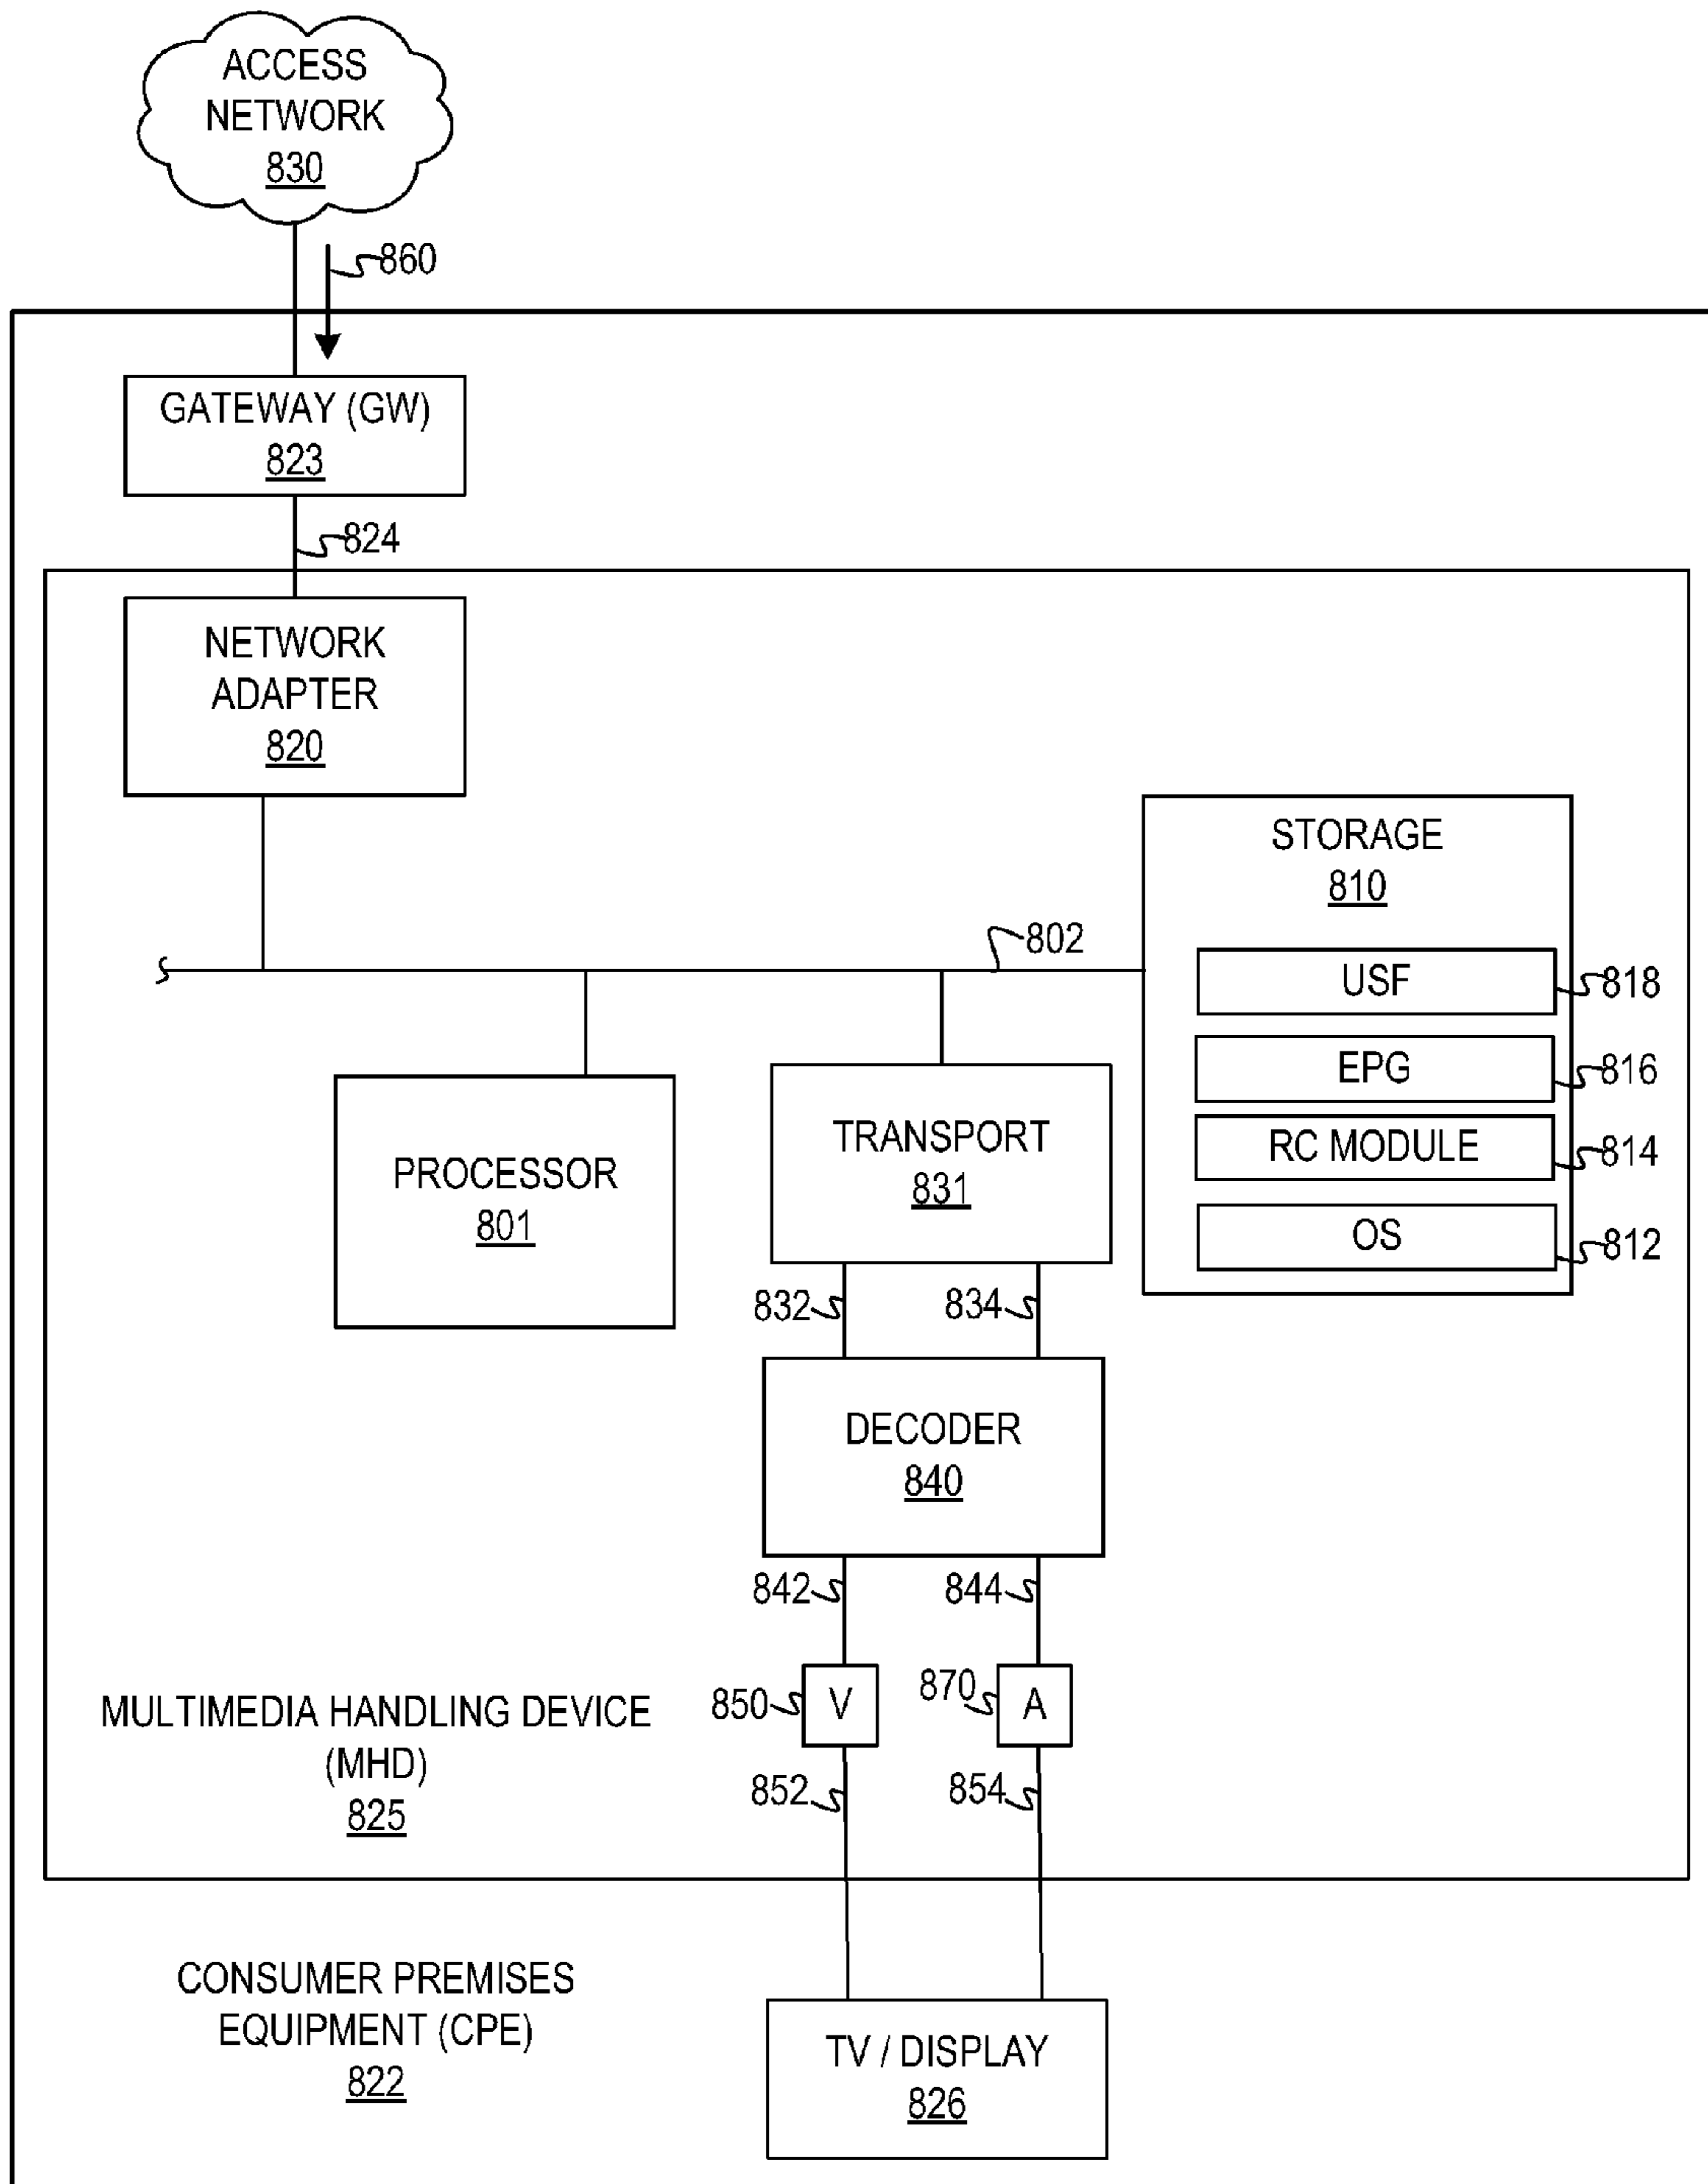 ACCESS
NETWORK
830
860
GATEWAY (GW)
823
824
NETWORK
ADAPTER
820
STORAGE
810
802
USF
818
EPG
816
RC MODULE
814
OS
812
PROCESSOR
801
TRANSPORT
831
832
834
DECODER
840
842
844
850
V
870
A
852
854
MULTIMEDIA HANDLING DEVICE
(MHD)
825
CONSUMER PREMISES
EQUIPMENT (CPE)
822
TV / DISPLAY
826